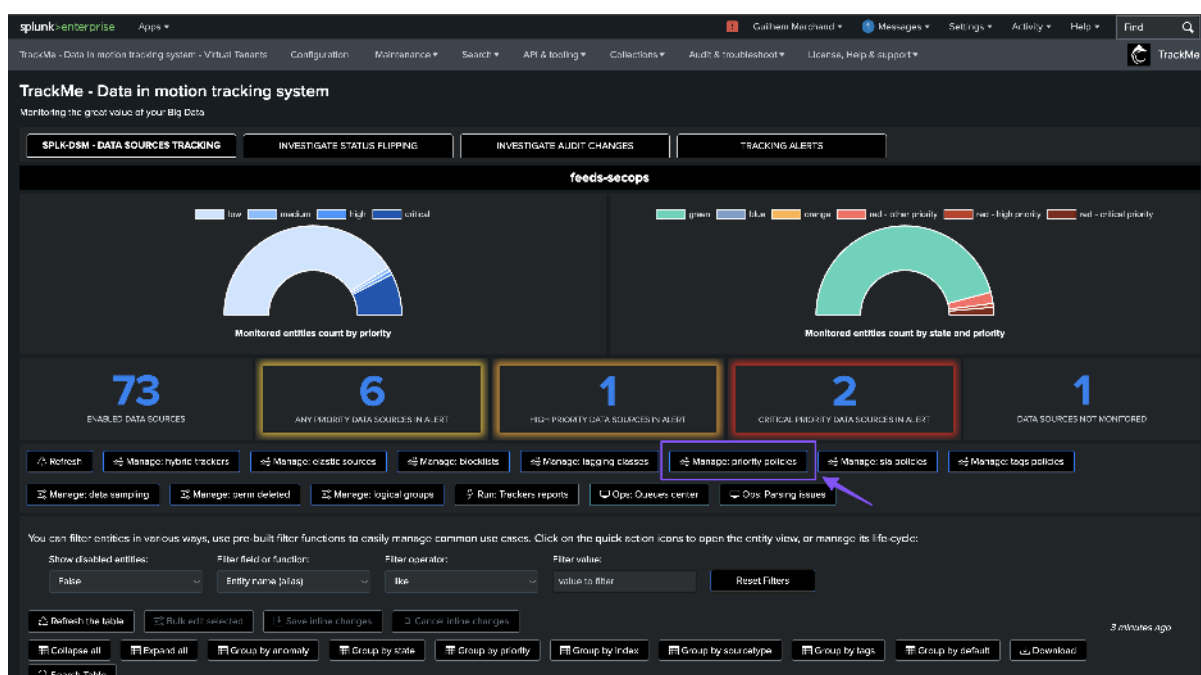 splunk>enterprise Apps Guilhem Marchand Messages Settings Activity Help Find
TrackMe - Data in motion tracking system - Virtual Tenants Configuration Maintenance Search API & tooling Collections Audit & troubleshoot License, Help & support TrackMe
TrackMe - Data in motion tracking system
Monitoring the great value of your Big Data
SPLK-DSM - DATA SOURCES TRACKING INVESTIGATE STATUS FLIPPING INVESTIGATE AUDIT CHANGES TRACKING ALERTS
feeds-secops
low medium high critical green blue orange red - other priority red - high priority red - critical priority
Monitored entities count by priority Monitored entities count by state and priority
73 6 1 2 1
ENABLED DATA SOURCES ANY PRIORITY DATA SOURCES IN ALERT HIGH PRIORITY DATA SOURCES IN ALERT CRITICAL PRIORITY DATA SOURCES IN ALERT DATA SOURCES NOT MONITORED
Refresh Manage: hybrid trackers Manage: elastic sources Manage: blocklists Manage: lagging classes Manage: priority policies Manage: sla policies Manage: tags policies
Manage: data sampling Manage: perm deleted Manage: logical groups Run: Trackers reports Ops: Queues center Ops: Parsing issues
You can filter entities in various ways, use pre-built filter functions to easily manage common use cases. Click on the quick action icons to open the entity view, or manage its life-cycle:
Show disabled entities: Filter field or function: Filter operator: Filter value:
False Entity name (alias) like value to filter Reset Filters
Refresh the table Bulk edit selected Save inline changes Cancel inline changes 3 minutes ago
Collapse all Expand all Group by anomaly Group by state Group by priority Group by index Group by sourcetype Group by tags Group by default Download
Search Table